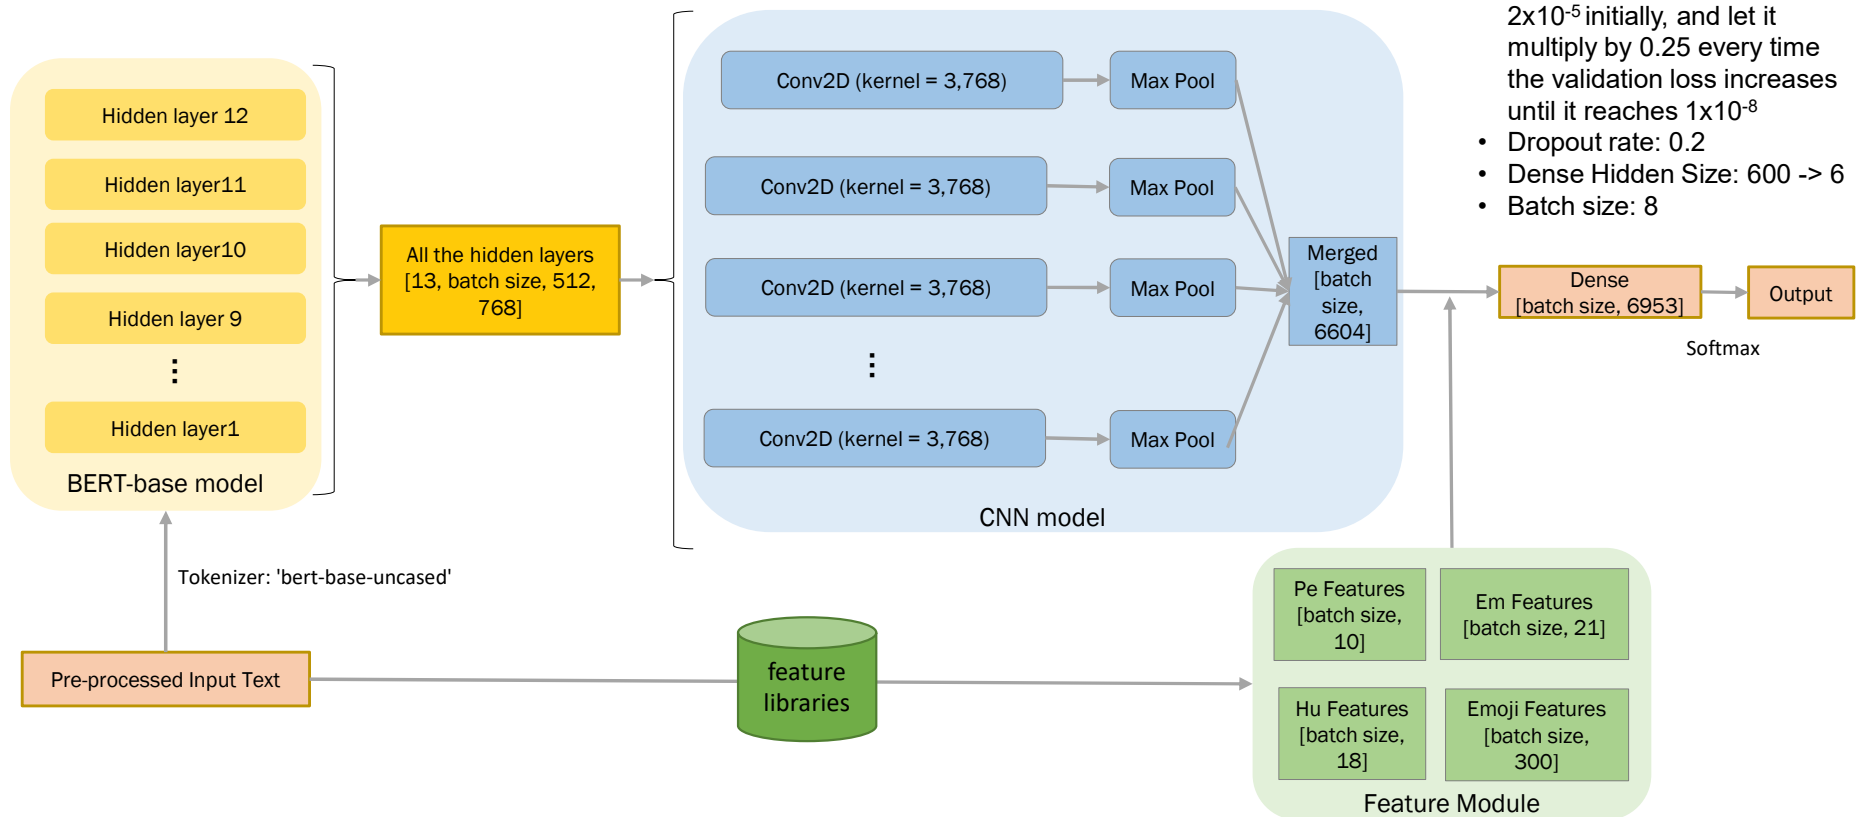 Hidden layer 12
Hidden layer11
Hidden layer10
Hidden layer 9
Hidden layer1
BERT-base model
Tokenizer: 'bert-base-uncased'
Pre-processed Input Text
All the hidden layers
[13, batch size, 512,
768]
Conv2D (kernel = 3,768)
Max Pool
Conv2D (kernel = 3,768)
Max Pool
Conv2D (kernel = 3,768)
Max Pool
Conv2D (kernel = 3,768)
Max Pool
Merged
[batch
size,
6604]
CNN model
2x10-5 initially, and let it
multiply by 0.25 every time
the validation loss increases
until it reaches 1x10-8
• Dropout rate: 0.2
• Dense Hidden Size: 600 -> 6
• Batch size: 8
Dense
[batch size, 6953]
Output
Softmax
feature
libraries
Pe Features
[batch size,
10]
Em Features
[batch size, 21]
Hu Features
[batch size,
18]
Emoji Features
[batch size,
300]
Feature Module